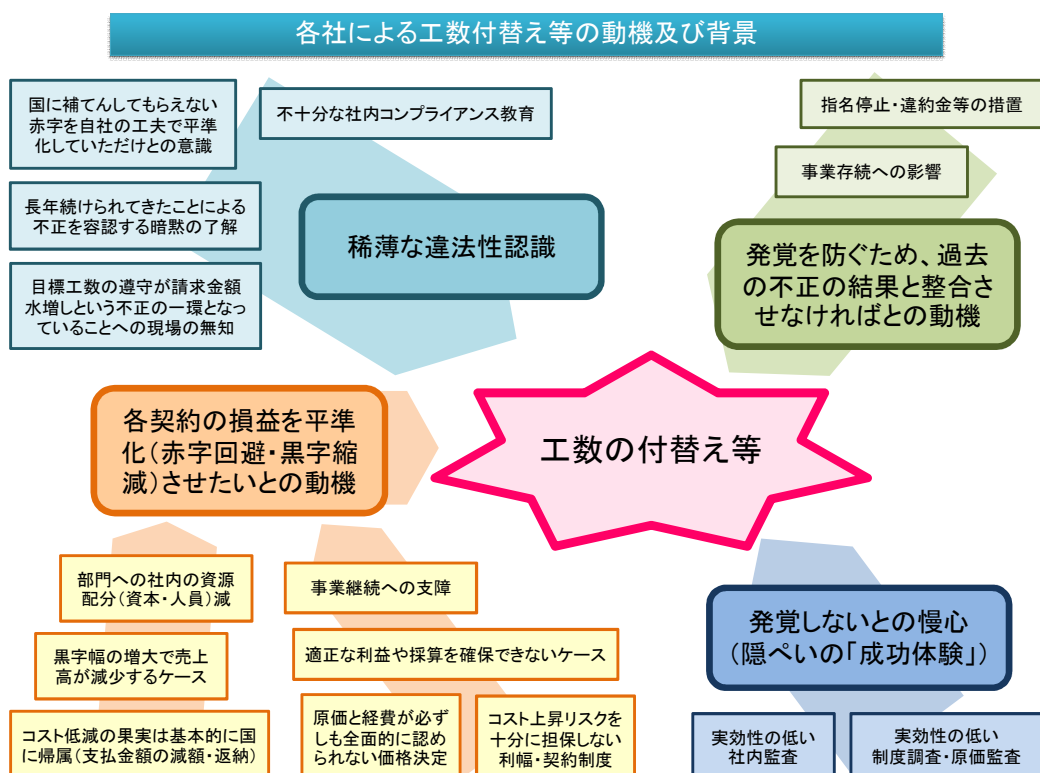 各社による工数付替え等の動機及び背景
国に補てんしてもらえない
赤字を自社の工夫で平準
化していただけとの意識
不十分な社内コンプライアンス教育
長年続けられてきたことによる
不正を容認する暗黙の了解
目標工数の遵守が請求金額
水増しという不正の一環となっ
ていることへの現場の無知
稀薄な違法性認識
指名停止・違約金等の措置
事業存続への影響
発覚を防ぐため、過去
の不正の結果と整合さ
せなければとの動機
各契約の損益を平準
化(赤字回避・黒字縮
減)させたいとの動機
工数の付替え等
部門への社内の資源
配分(資本・人員)減
黒字幅の増大で売上
高が減少するケース
コスト低減の果実は基本的に国
に帰属(支払金額の減額・返納)
事業継続への支障
適正な利益や採算を確保できないケース
原価と経費が必ず
しも全面的に認め
られない価格決定
コスト上昇リスクを
十分に担保しない
利幅・契約制度
発覚しないとの慢心
(隠ぺいの「成功体験」)
実効性の低い
社内監査
実効性の低い
制度調査・原価監査